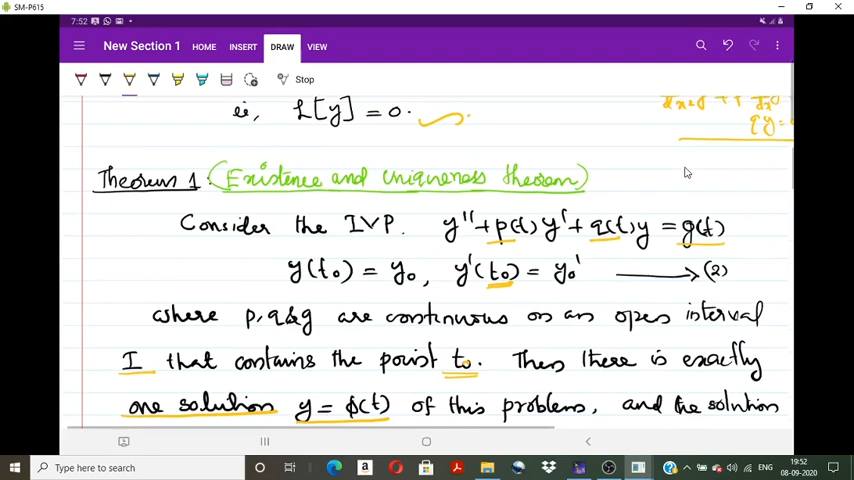 SM-P615
7:52
New Section 1 HOME INSERT DRAW VIEW
Stop
ie, L[y] = 0.
qy =
Theorem 1 : (Existence and uniqueness theorem)
Consider the IVP. y'' + p(t) y' + q(t) y = g(t)
y(t₀) = y₀, y'(t₀) = y₀' → (2)
where p, q & g are continuous on an open interval
I that contains the point t₀. Then there is exactly
one solution y = ϕ(t) of this problem, and the solution
Type here to search
ENG
19:52
08-09-2020